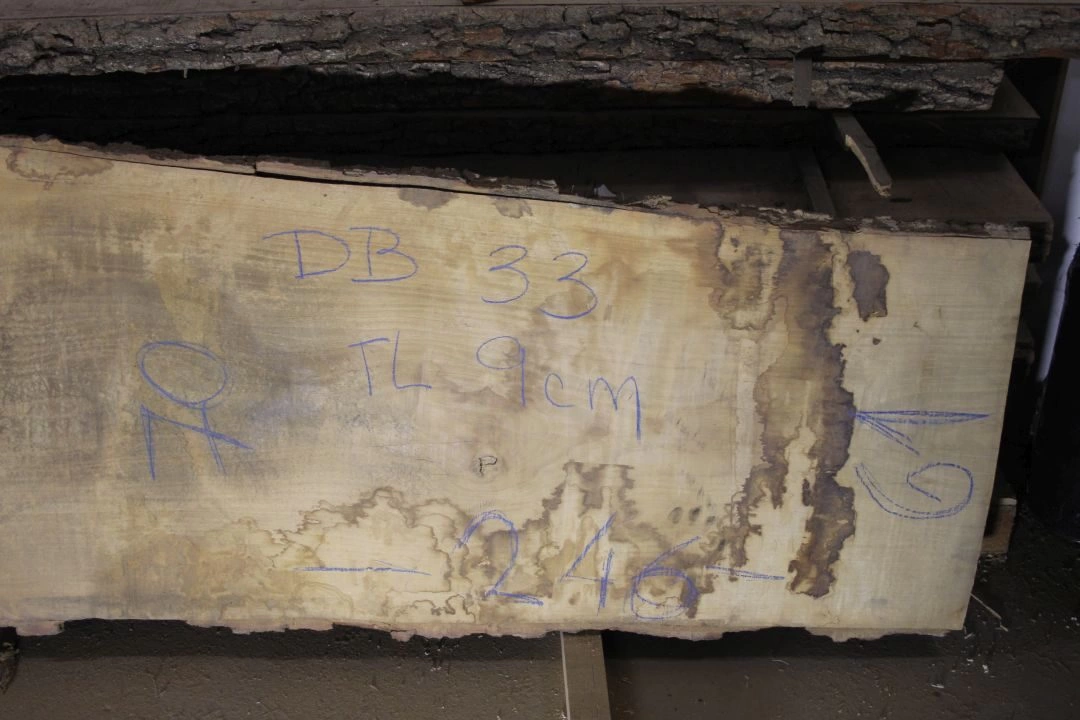 DB 33
TL 9cm
P
- 246 -